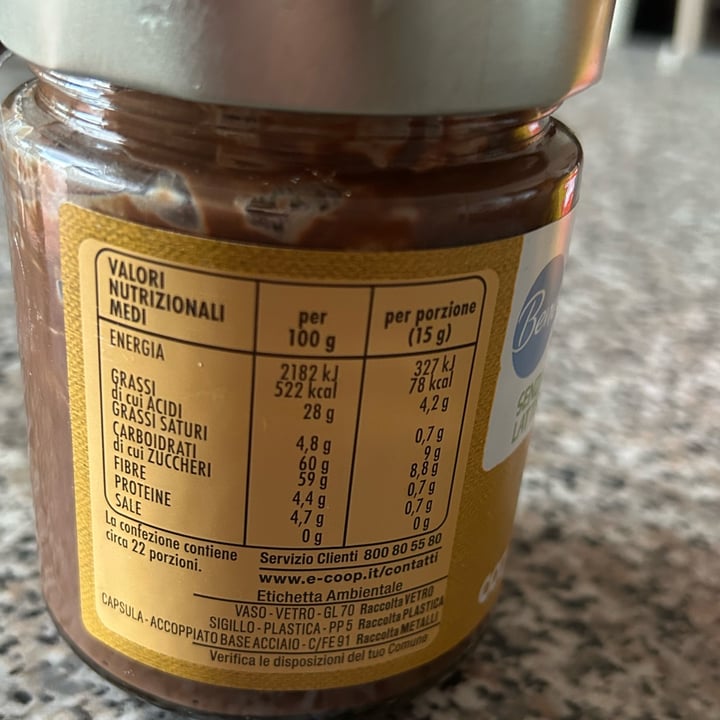 VALORI
NUTRIZIONALI
MEDI
per
100 g
per porzione
(15 g)
ENERGIA
2182 kJ
327 kJ
522 kcal
78 kcal
GRASSI
28 g
4,2 g
di cui ACIDI
GRASSI SATURI
4,8 g
0,7 g
CARBOIDRATI
60 g
9 g
di cui ZUCCHERI
59 g
8,8 g
FIBRE
4,4 g
0,7 g
PROTEINE
4,7 g
0,7 g
SALE
0 g
0 g
La confezione contiene
circa 22 porzioni.
Servizio Clienti 800 80 55 80
www.e-coop.it/contatti
Etichetta Ambientale
VASO - VETRO - GL 70 Raccolta VETRO
SIGILLO - PLASTICA - PP 5 Raccolta PLASTICA
CAPSULA - ACCOPPIATO BASE ACCIAIO - C/FE 91 Raccolta METALLI
Verifica le disposizioni del tuo Comune